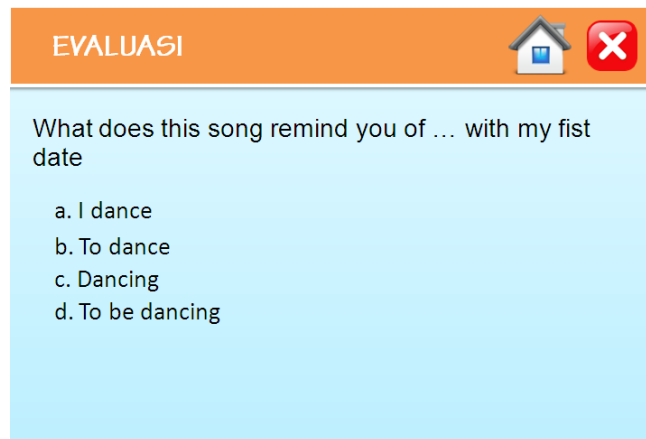 EVALUASI
What does this song remind you of ... with my fist
date
a. I dance
b. To dance
c. Dancing
d. To be dancing